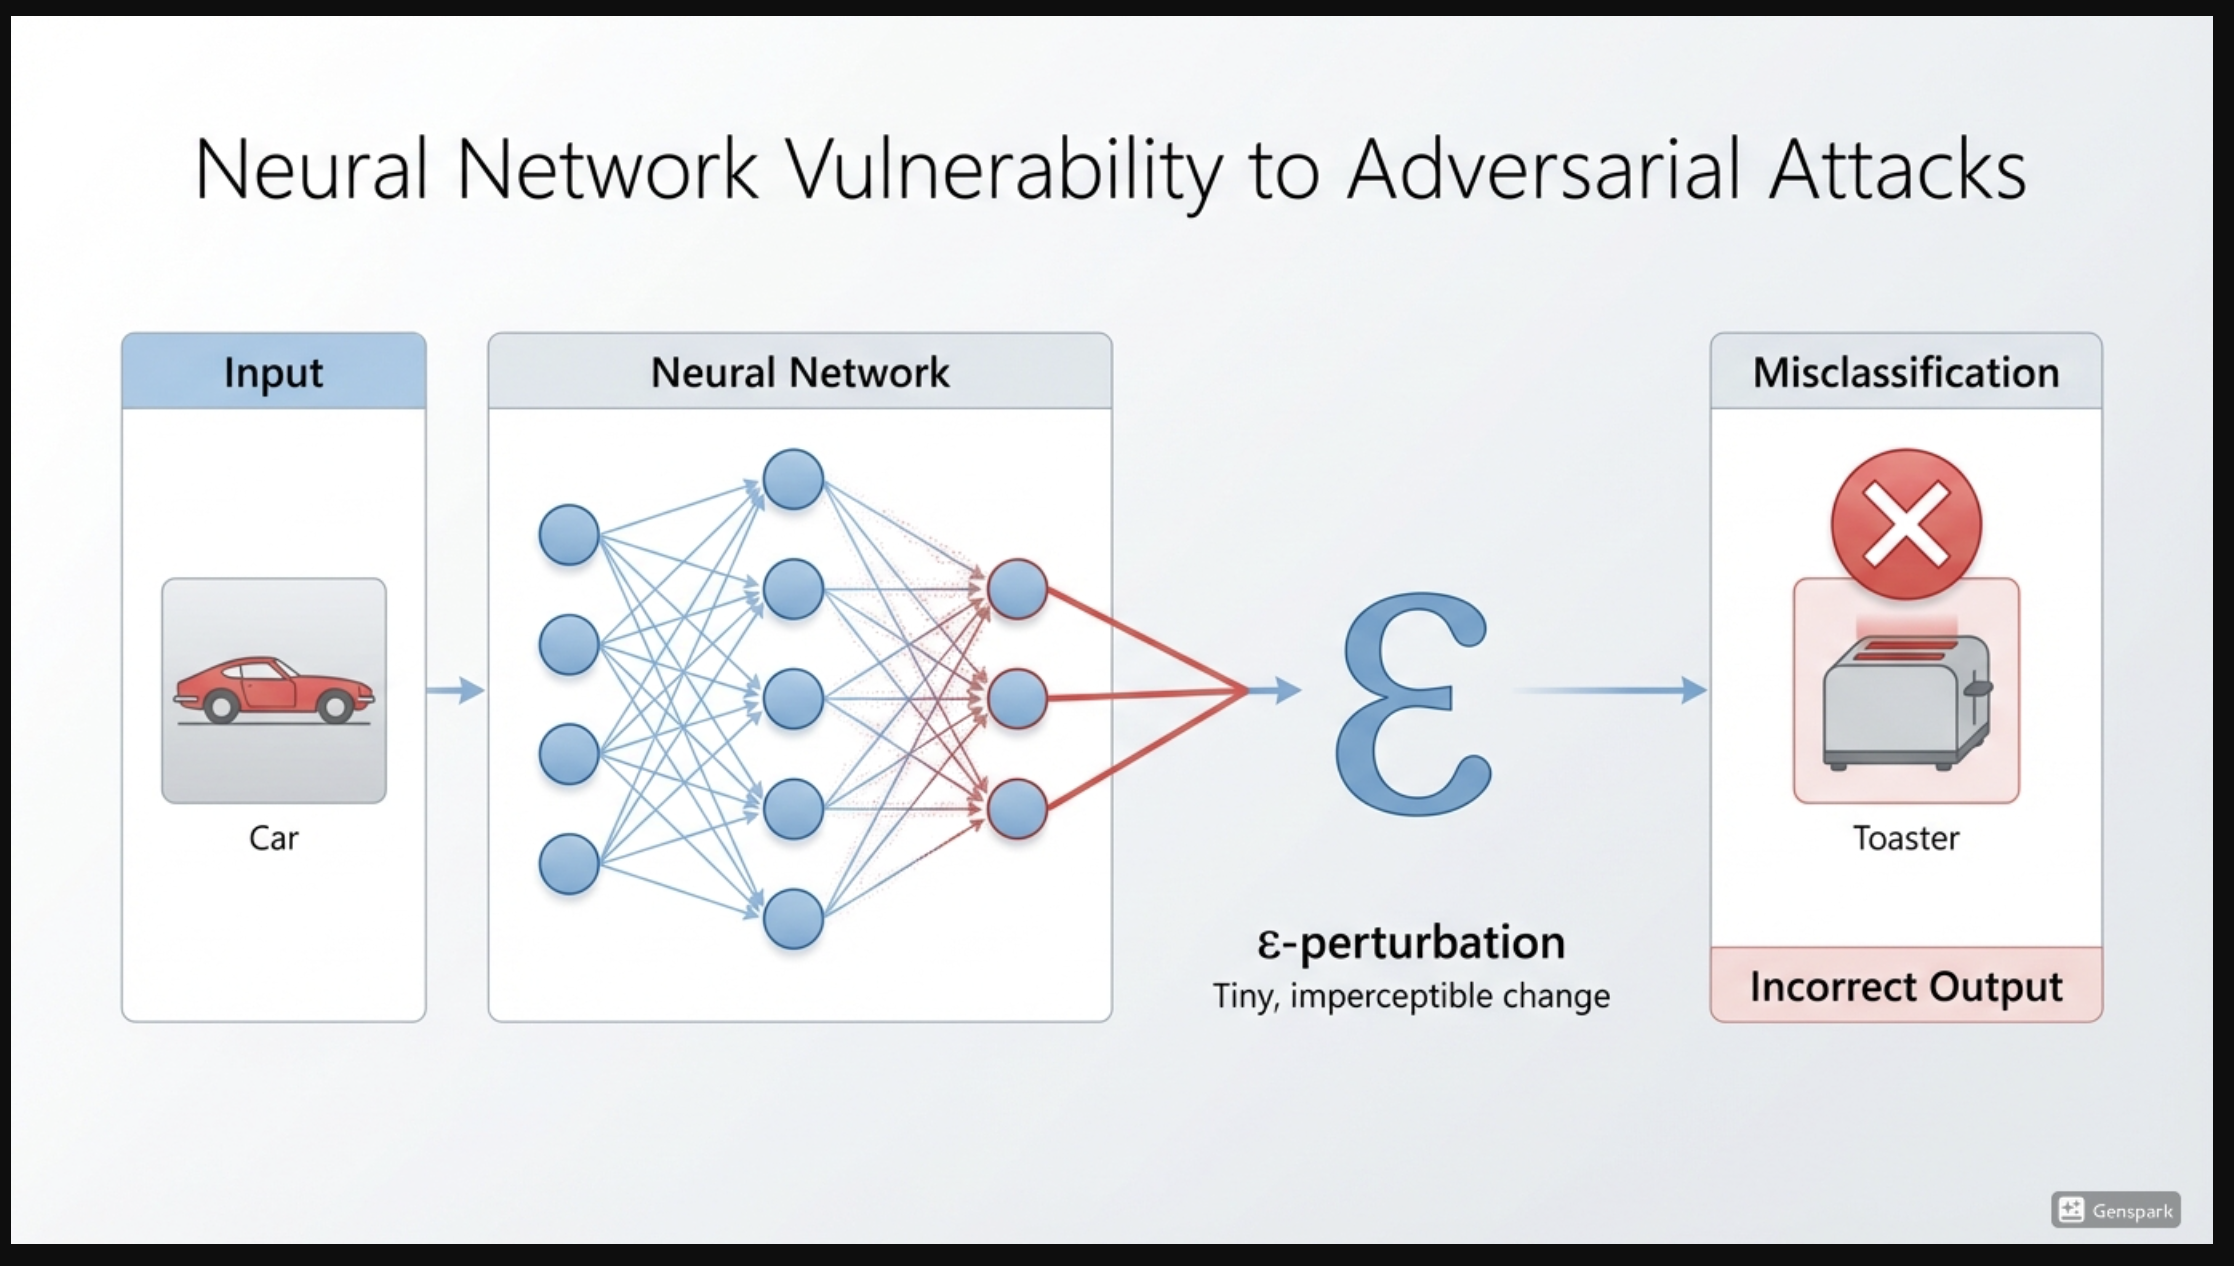 Neural Network Vulnerability to Adversarial Attacks
Input
Car
Neural Network
ε-perturbation
Tiny, imperceptible change
Misclassification
Toaster
Incorrect Output
ε
Genspark